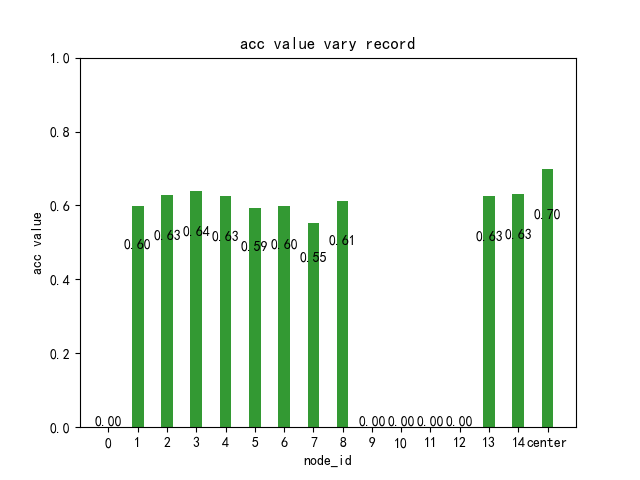 acc value vary record
1.0
0.8
0.6
0.4
0.2
0.0
acc value
0.00 0.60 0.63 0.64 0.63 0.59 0.60 0.55 0.61 0.00 0.00 0.00 0.00 0.63 0.63 0.70
0 1 2 3 4 5 6 7 8 9 10 11 12 13 14 center
node_id